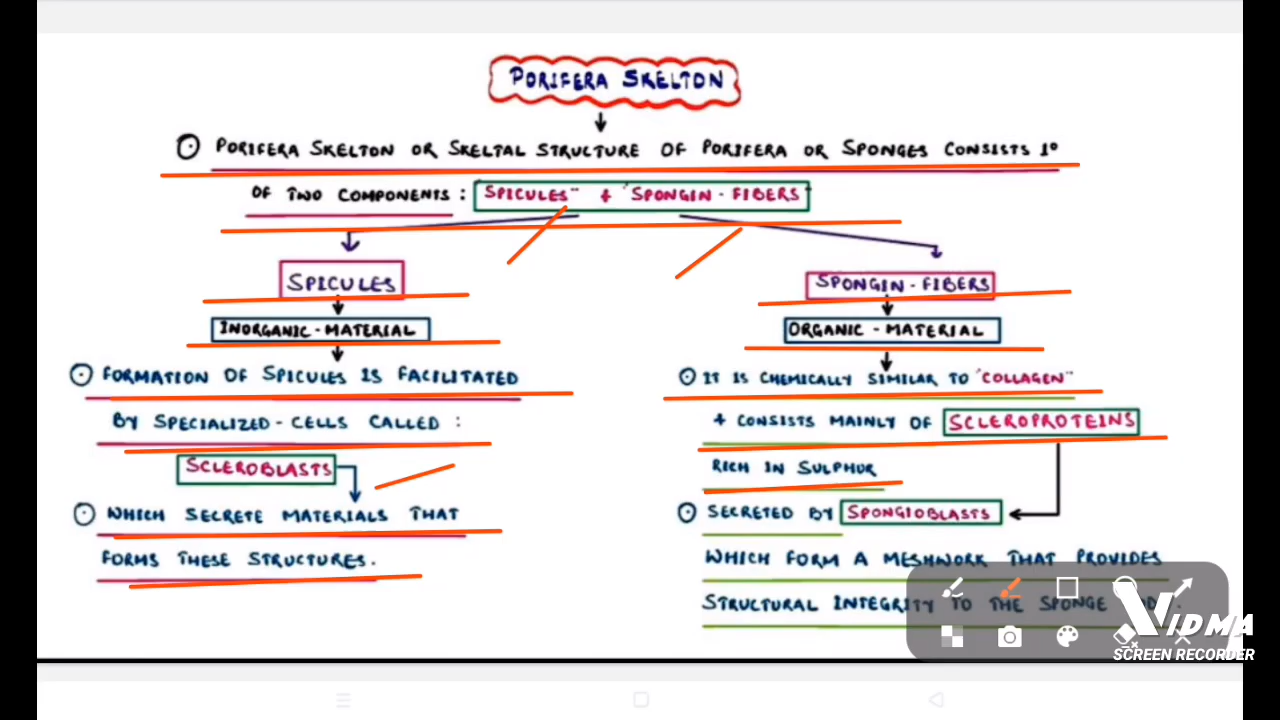 PORIFERA SKELTON
PORIFERA SKELTON OR SKELTAL STRUCTURE OF PORIFERA OR SPONGES CONSISTS
OF TWO COMPONENTS : "SPICULES" + "SPONGIN-FIBERS"
SPICULES
INORGANIC-MATERIAL
FORMATION OF SPICULES IS FACILITATED
BY SPECIALIZED-CELLS CALLED :
SCLEROBLASTS
WHICH SECRETE MATERIALS THAT
FORMS THESE STRUCTURES.
SPONGIN-FIBERS
ORGANIC-MATERIAL
IT IS CHEMICALLY SIMILAR TO "COLLAGEN"
+ CONSISTS MAINLY OF SCLEROPROTEINS
RICH IN SULPHUR
SECRETED BY SPONGIOBLASTS
WHICH FORM A MESHWORK THAT PROVIDES
STRUCTURAL INTEGRITY TO THE SPONGE
VIDMA
SCREEN RECORDER